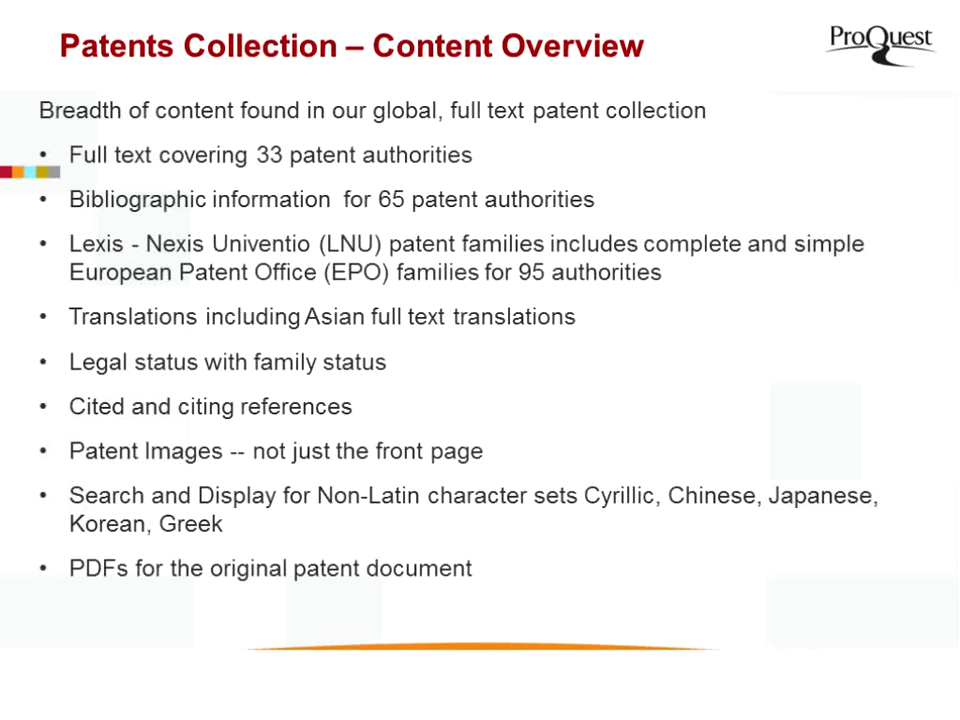 Patents Collection – Content Overview
ProQuest
Breadth of content found in our global, full text patent collection
• Full text covering 33 patent authorities
• Bibliographic information for 65 patent authorities
• Lexis - Nexis Univentio (LNU) patent families includes complete and simple
European Patent Office (EPO) families for 95 authorities
• Translations including Asian full text translations
• Legal status with family status
• Cited and citing references
• Patent Images -- not just the front page
• Search and Display for Non-Latin character sets Cyrillic, Chinese, Japanese,
Korean, Greek
• PDFs for the original patent document